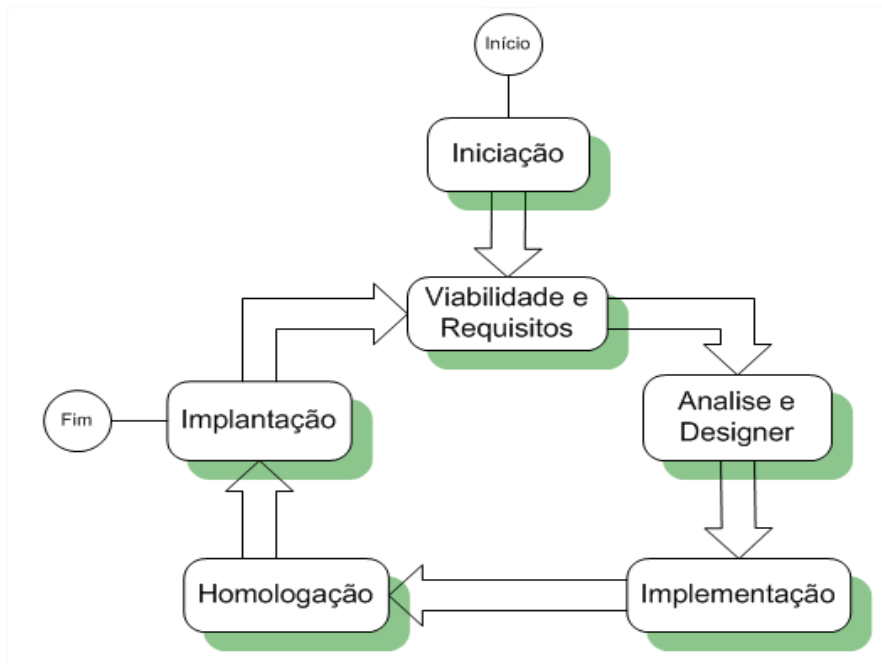 Início
Iniciação
Viabilidade e
Requisitos
Analise e
Designer
Implantação
Fim
Homologação
Implementação